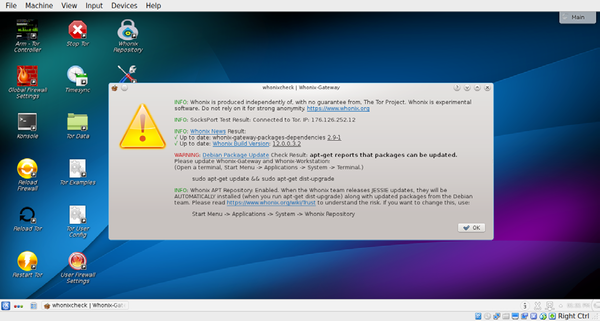 File Machine View Input Devices Help
Main
Arm - Tor Controller
Stop Tor
Whonix Repository
Global Firewall Settings
Timesync
Konsole
Tor Data
Reload Firewall
Tor Examples
Reload Tor
Tor User Config
Restart Tor
User Firewall Settings
whonixcheck | Whonix-Gateway
INFO: Whonix is produced independently of, with no guarantee from, The Tor Project. Whonix is experimental
software. Do not rely on it for strong anonymity. https://www.whonix.org
INFO: SocksPort Test Result: Connected to Tor. IP: 176.126.252.12
INFO: Whonix News Result:
√ Up to date: whonix-gateway-packages-dependencies 2.9-1
√ Up to date: Whonix Build Version: 12.0.0.3.2
WARNING: Debian Package Update Check Result: apt-get reports that packages can be updated.
Please update Whonix-Gateway and Whonix-Workstation
(Open a terminal, Start Menu -> Applications -> System -> Terminal.)
sudo apt-get update && sudo apt-get dist-upgrade
INFO: Whonix APT Repository: Enabled. When the Whonix team releases JESSIE updates, they will be
AUTOMATICALLY installed (when you run apt-get dist-upgrade) along with updated packages from the Debian
team. Please read https://www.whonix.org/wiki/Trust to understand the risk. If you want to change this, use:
Start Menu -> Applications -> System -> Whonix Repository
OK
whonixcheck | Whonix-Gate
Right Ctrl